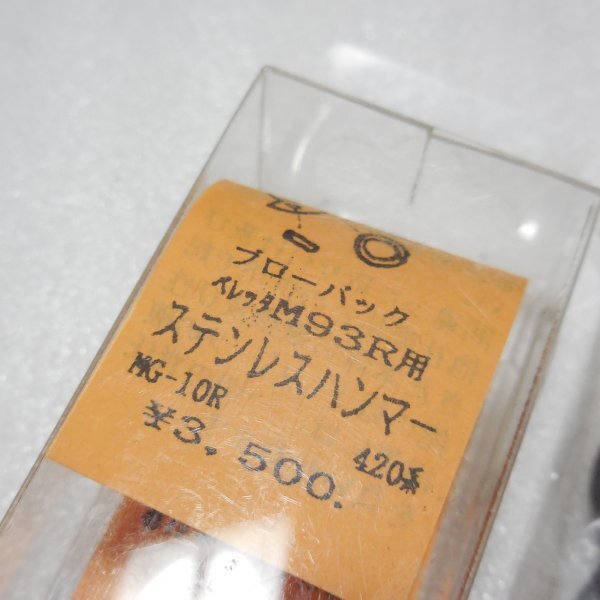 ブローバック
ベレッタM93R用
ステンレスハンマー
MG-10R 420系
¥3,500.